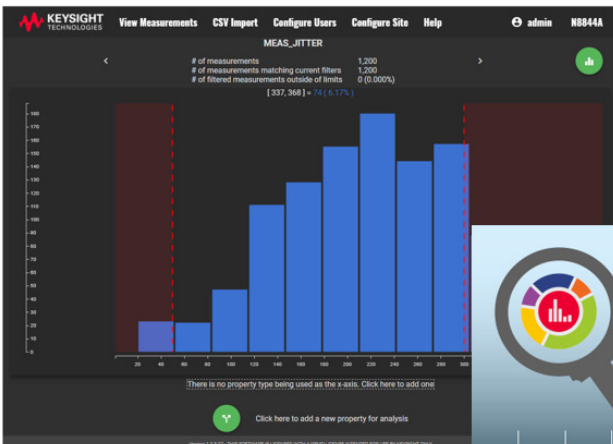 KEYSIGHT
TECHNOLOGIES
View Measurements CSV Import Configure Users Configure Site Help admin N8844A
MEAS_JITTER
# of measurements 1,200
# of measurements matching current filters 1,200
# of filtered measurements outside of limits 0 (0.000%)
[ 337, 368 ] = 74 ( 6.17% )
180
170
160
150
140
130
120
110
100
90
80
70
60
50
40
30
20
10
0
20 40 60 80 100 120 140 160 180 200 220 240 260 280 300
There is no property type being used as the x-axis. Click here to add one
Click here to add a new property for analysis